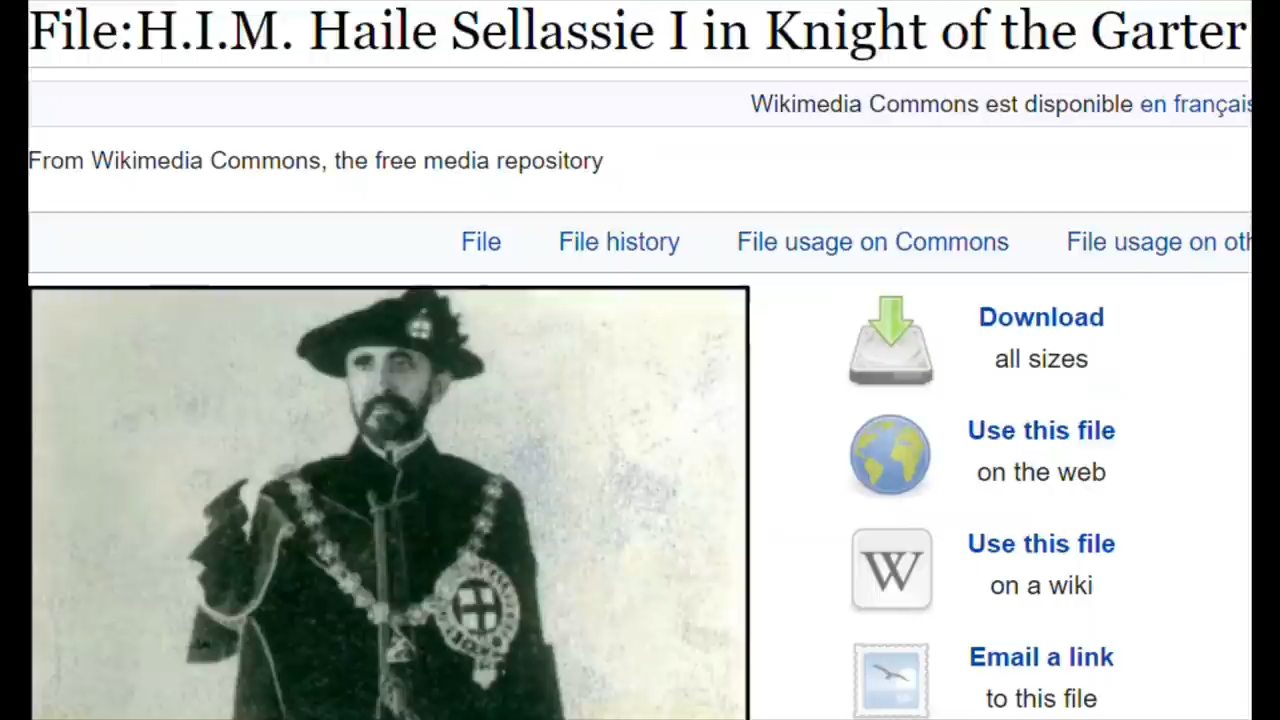 File:H.I.M. Haile Sellassie I in Knight of the Garter
Wikimedia Commons est disponible en français
From Wikimedia Commons, the free media repository
File File history File usage on Commons File usage on oth
Download
all sizes
Use this file
on the web
W
Use this file
on a wiki
Email a link
to this file